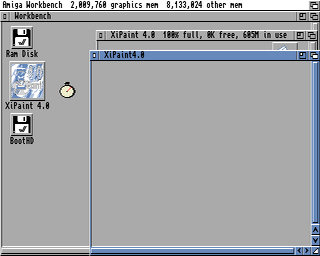 Amiga Workbench 2,009,760 graphics mem 8,133,024 other mem
Workbench
Ram Disk
XiPaint 4.0 100% full, 0K free, 605M in use
XiPaint4.0
XiPaint 4.0
BootHD